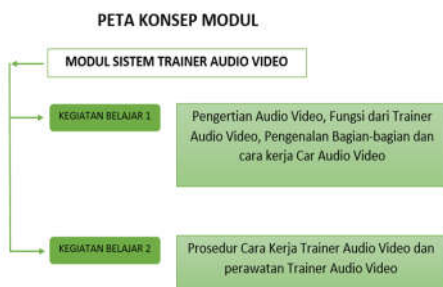 PETA KONSEP MODUL
MODUL SISTEM TRAINER AUDIO VIDEO
KEGIATAN BELAJAR 1
Pengertian Audio Video, Fungsi dari Trainer
Audio Video, Pengenalan Bagian-bagian dan
cara kerja Car Audio Video
KEGIATAN BELAJAR 2
Prosedur Cara Kerja Trainer Audio Video dan
perawatan Trainer Audio Video